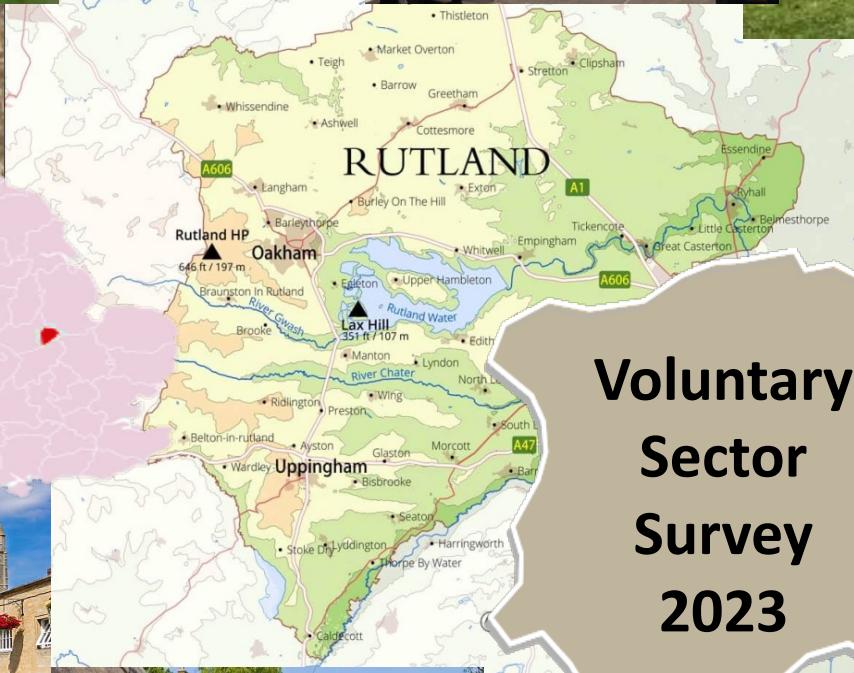 Thistleton
Market Overton
Teigh
Clipsham
Stretton
Barrow
Greetham
Whissendine
Ashwell
Cottesmore
Essendine
RUTLAND
A606
Langham
Exton
A1
Ryhall
Burley On The Hill
Belmesthorpe
Barleythorpe
Tickencote
Little Casterton
Rutland HP
Empingham
Great Casterton
Oakham
Whitwell
646 ft / 197 m
Egleton
Upper Hambleton
A606
Braunston In Rutland
River Gwash
Rutland Water
Lax Hill
351 ft / 107 m
Brooke
Edith
Manton
Lyndon
River Chater
North L
Wing
Ridlington
Preston
South L
Belton-in-rutland
Ayston
A47
Glaston
Morcott
Wardley
Uppingham
Barr
Bisbrooke
Seaton
Stoke Dry
Lyddington
Harringworth
Thorpe By Water
Caldecott
Voluntary
Sector
Survey
2023